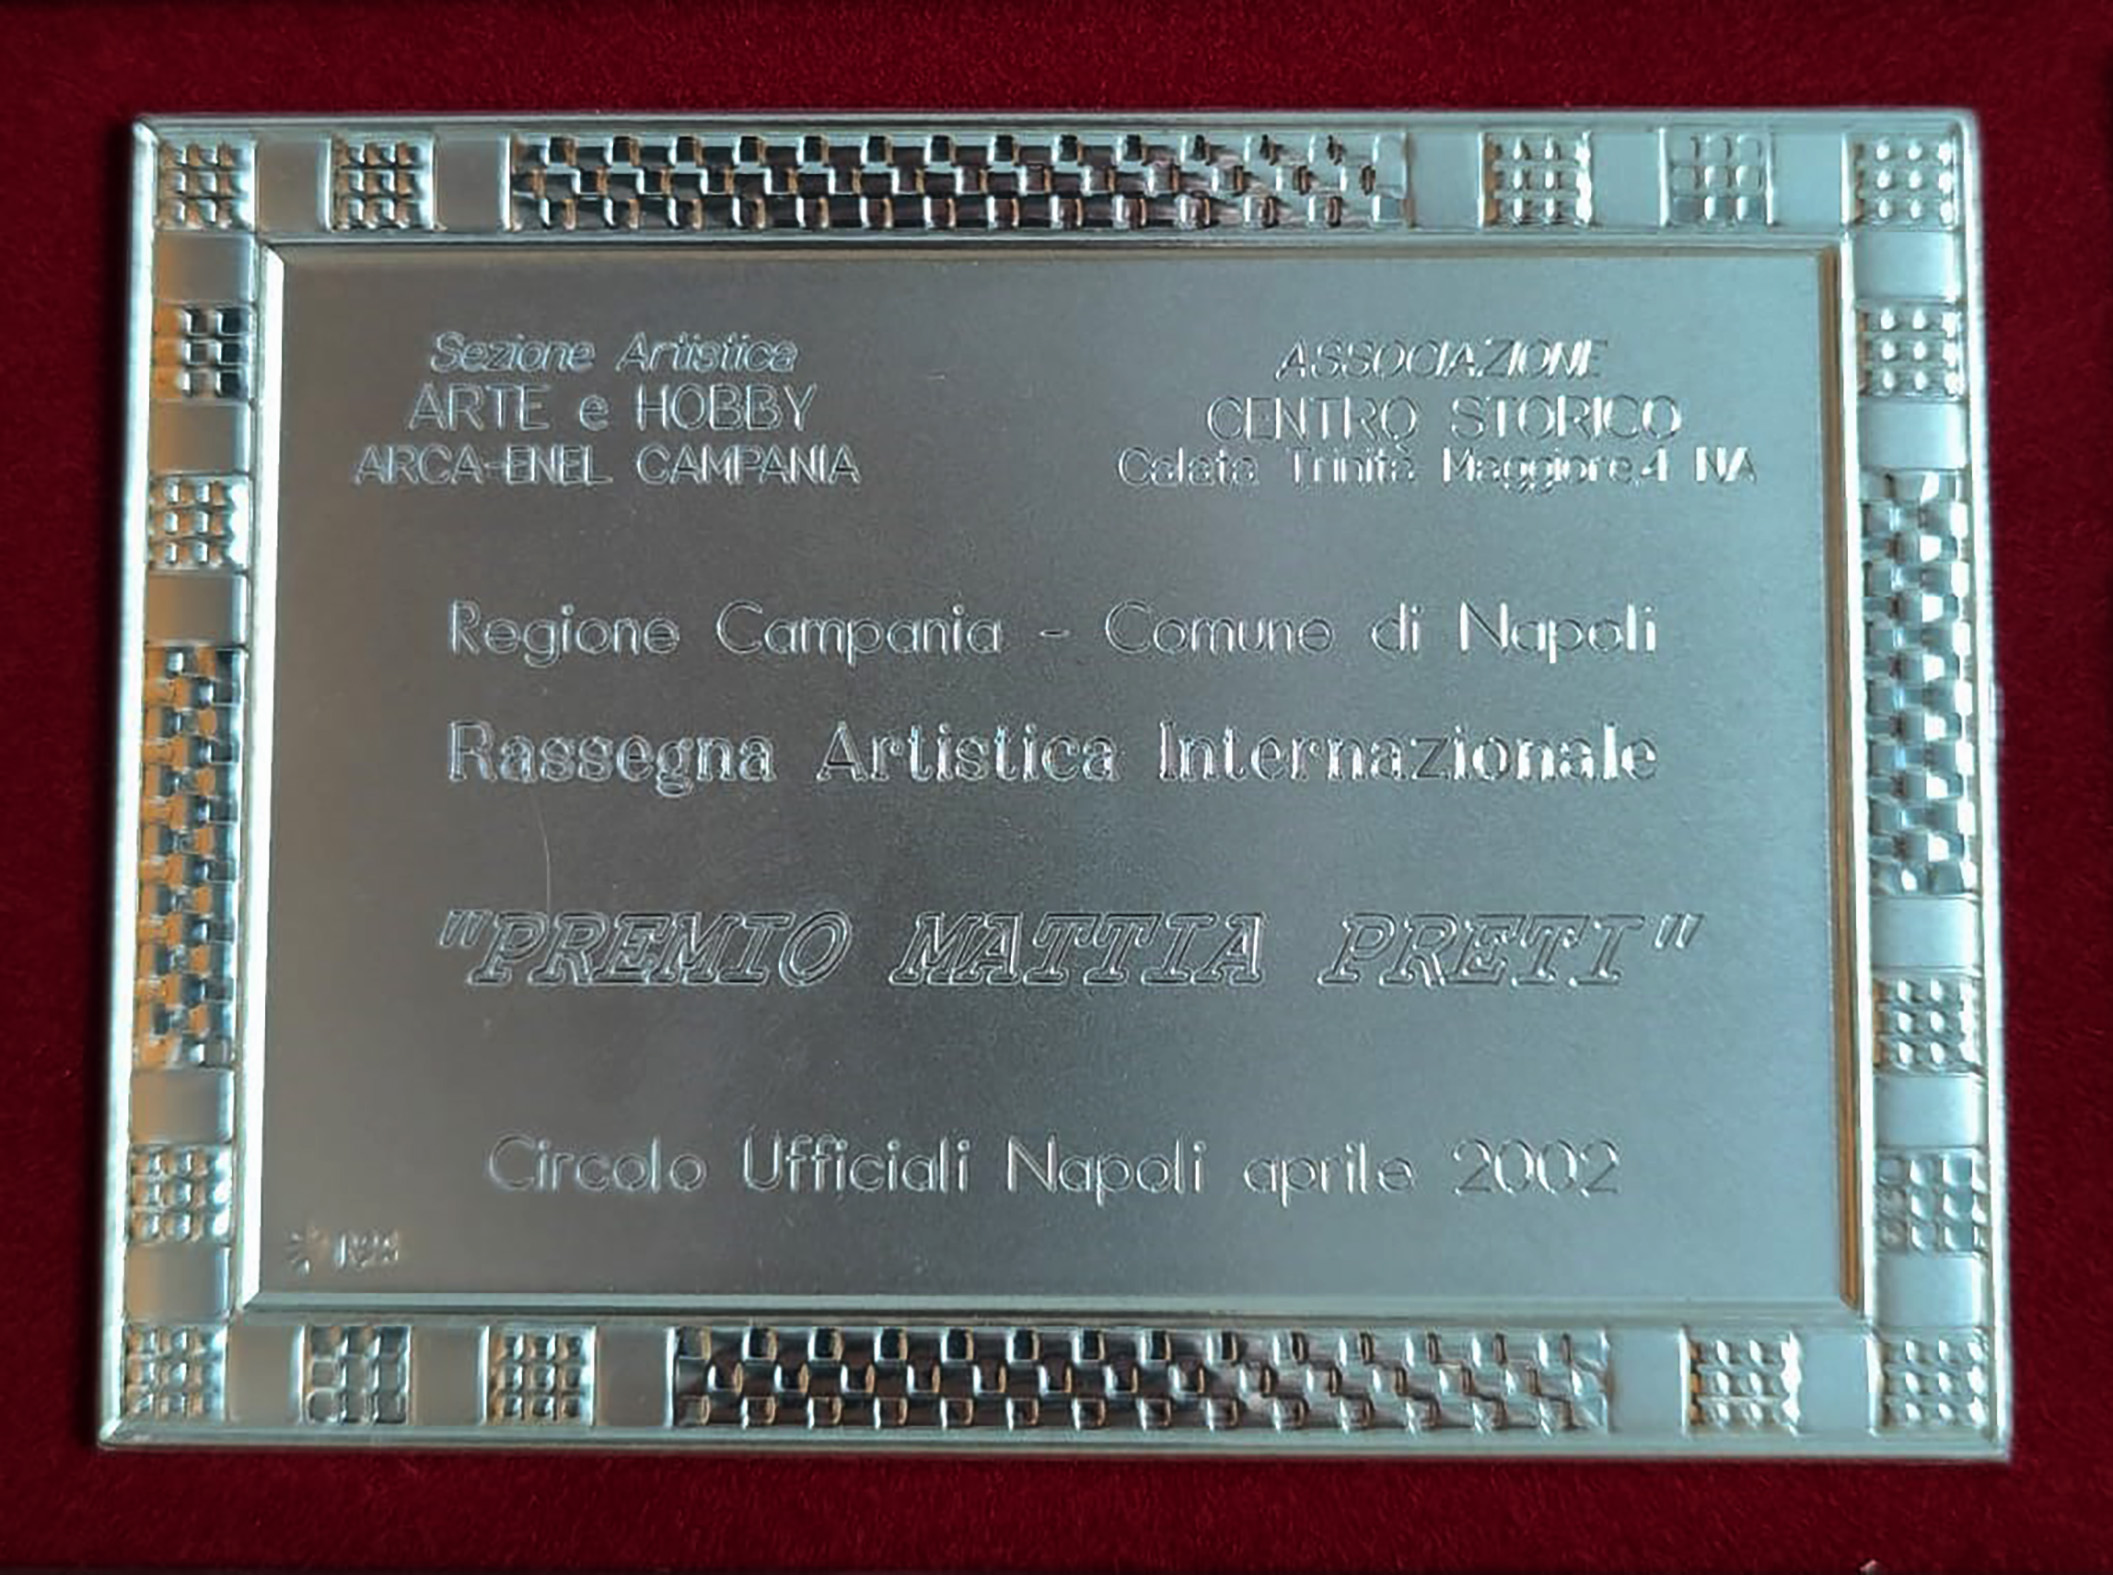 Sezione Artistica
ARTE e HOBBY
ARCA-ENEL CAMPANIA
ASSOCIAZIONE
CENTRO STORICO
Calata Trinità Maggiore,4 NA
Regione Campania - Comune di Napoli
Rassegna Artistica Internazionale
"PREMIO MATTIA PRETI"
Circolo Ufficiali Napoli aprile 2002